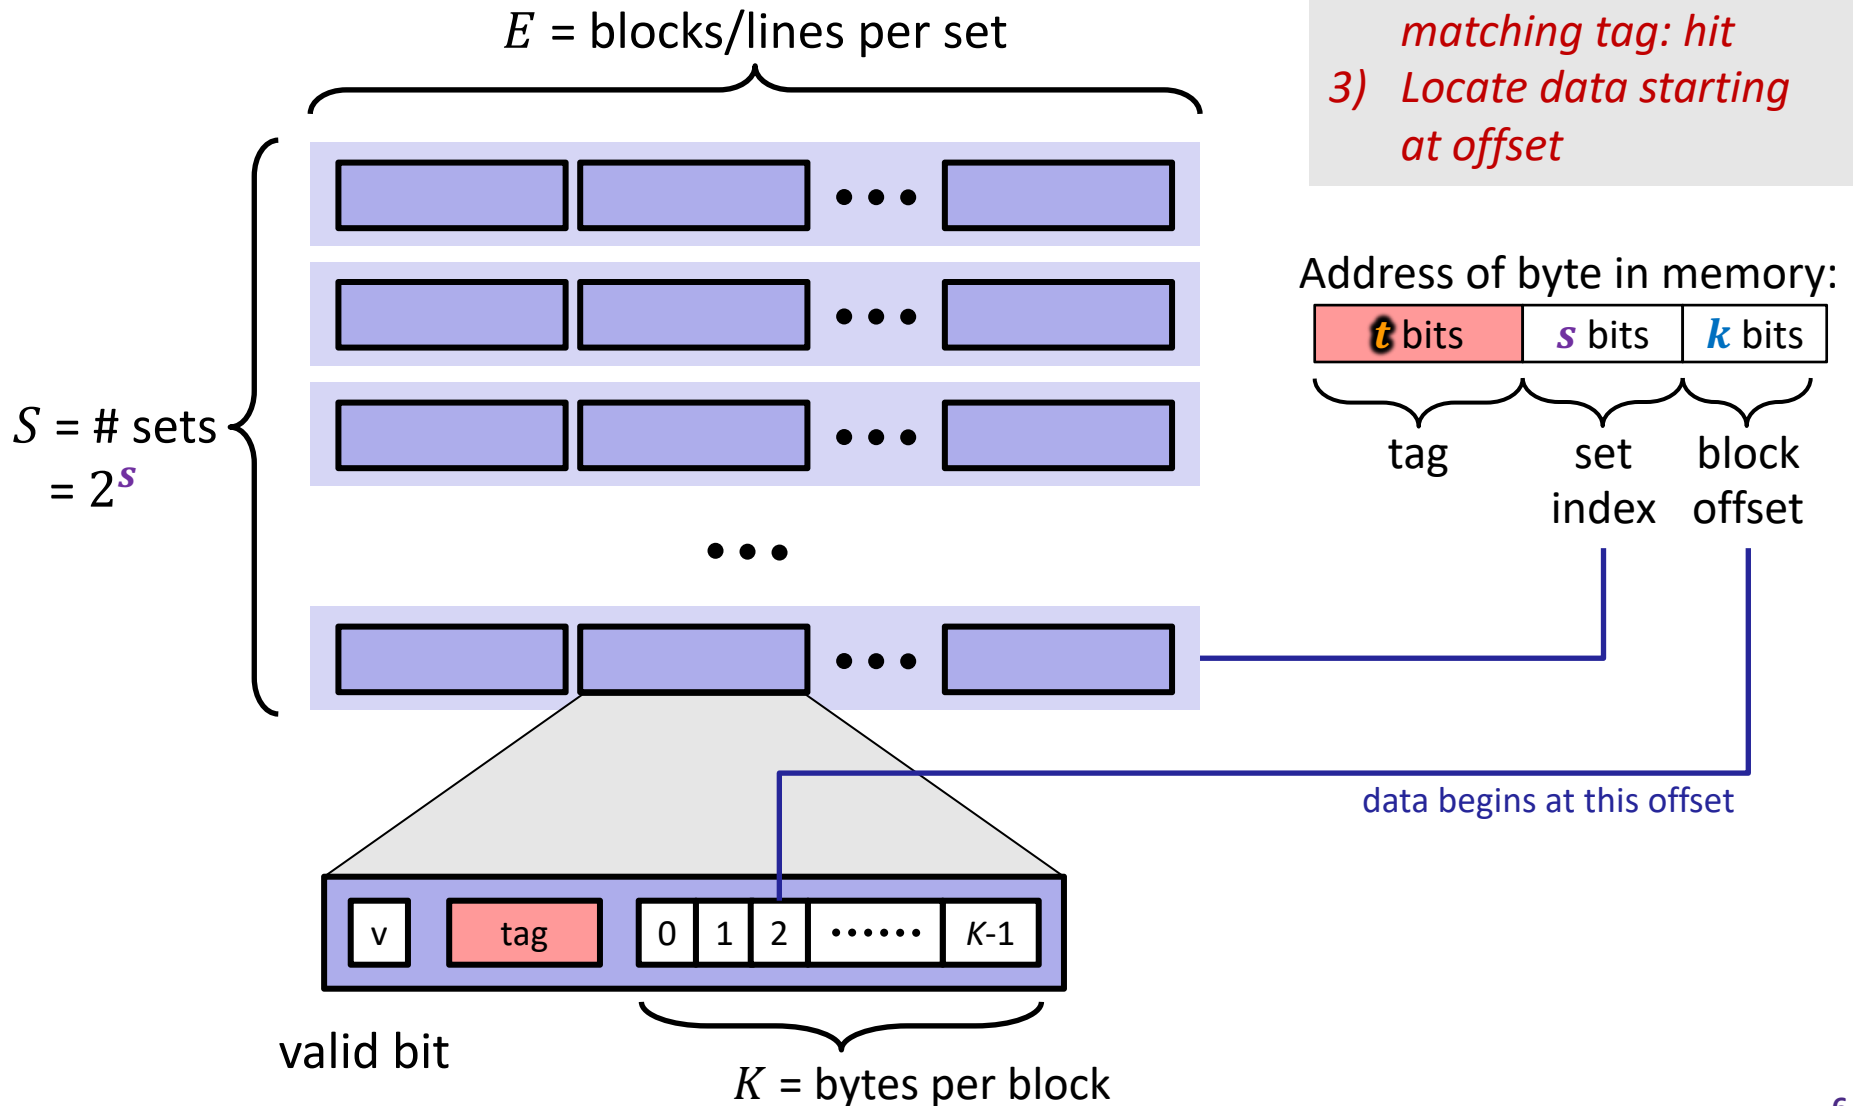 E = blocks/lines per set
matching tag: hit
3) Locate data starting
at offset
Address of byte in memory:
t bits s bits k bits
tag set block
index offset
S = # sets
= 2^s
data begins at this offset
v tag 0 1 2 •••••• K-1
valid bit
K = bytes per block